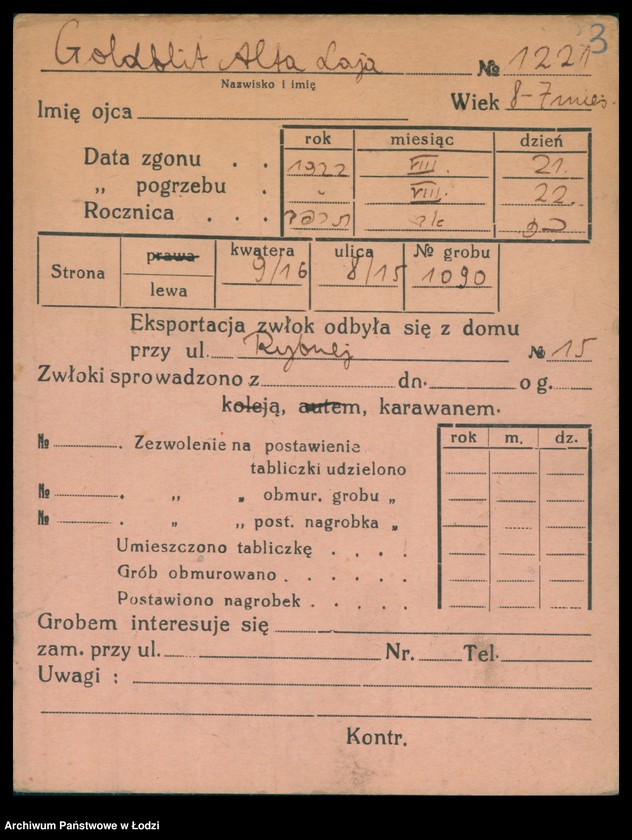 Goldblit Alta Łaja № 1221
3
Nazwisko i imię
Wiek 8-7 mieś.
Imię ojca
rok miesiąc dzień
Data zgonu . . 1922 VIII. 21.
„ pogrzebu . " VIII. 22.
Rocznica . . .
Strona prawa kwatera ulica № grobu
9/16 8/15 1090
lewa
Eksportacja zwłok odbyła się z domu
przy ul. Rybnej № 15
Zwłoki sprowadzono z dn. o g.
koleją, autem, karawanem.
rok m. dz.
№ . Zezwolenie na postawienie
tabliczki udzielono
№ . „ „ obmur. grobu „
№ . „ „ post. nagrobka „
Umieszczono tabliczkę . . . .
Grób obmurowano . . . . . .
Postawiono nagrobek . . . . .
Grobem interesuje się
zam. przy ul. Nr. Tel.
Uwagi :
Kontr.
Archiwum Państwowe w Łodzi